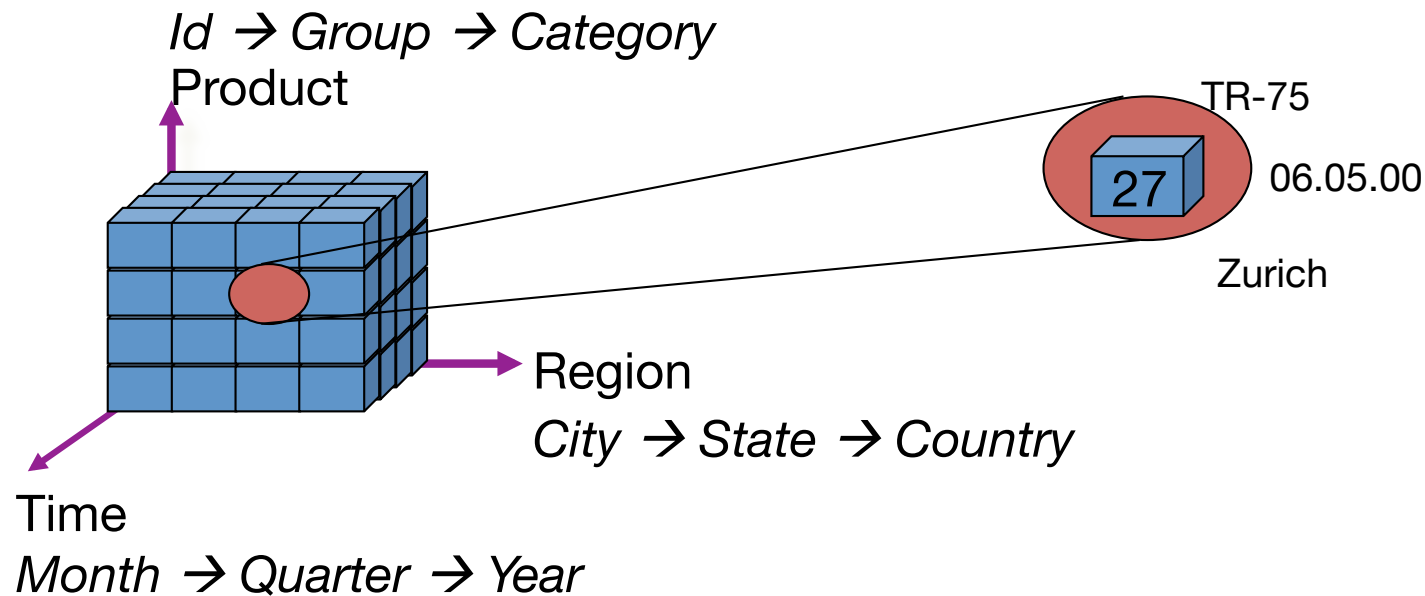 Id → Group → Category
Product
TR-75
27
06.05.00
Zurich
Region
City → State → Country
Time
Month → Quarter → Year